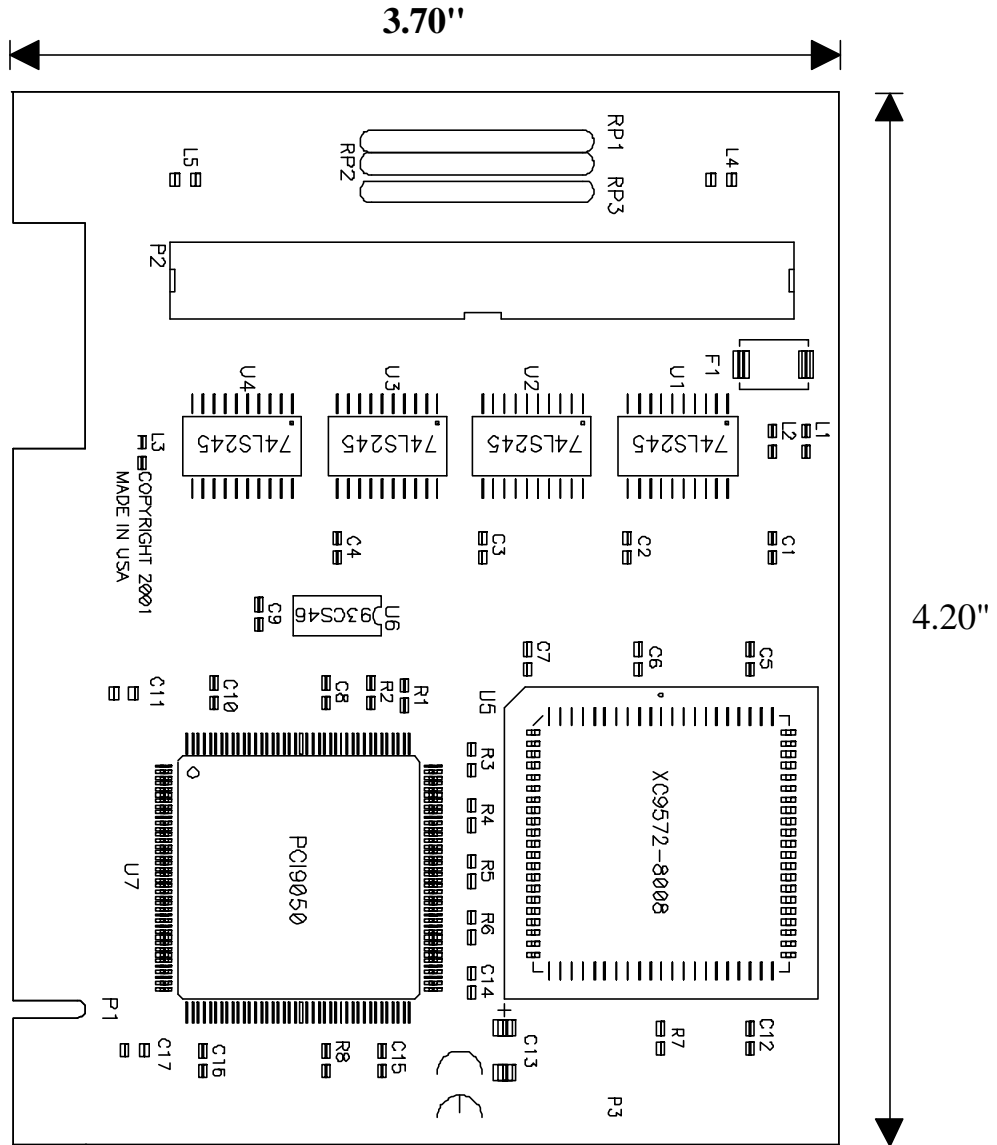 3.70"
RP1
RP2
RP3
L5
L4
P2
F1
U4
U3
U2
U1
74LS245
74LS245
74LS245
74LS245
L1
L2
L3
COPYRIGHT 2001
MADE IN USA
C4
C3
C2
C1
4.20"
C9
93CS46
U6
C7
C6
C5
C11
C10
C8
R2
R1
U5
R3
R4
R5
R6
C14
XC9572-8008
PCI9050
U7
P1
C17
C16
R8
C15
+
C13
R7
C12
P3